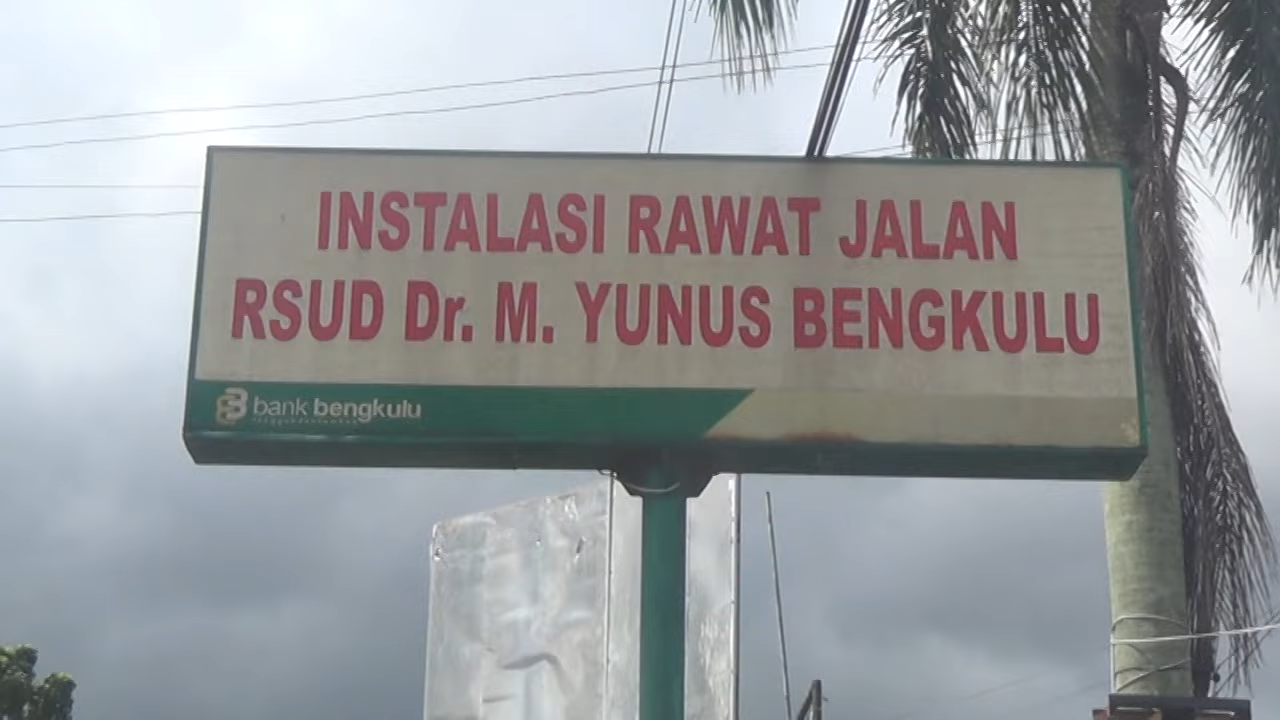 INSTALASI RAWAT JALAN
RSUD Dr. M. YUNUS BENGKULU
bank bengkulu